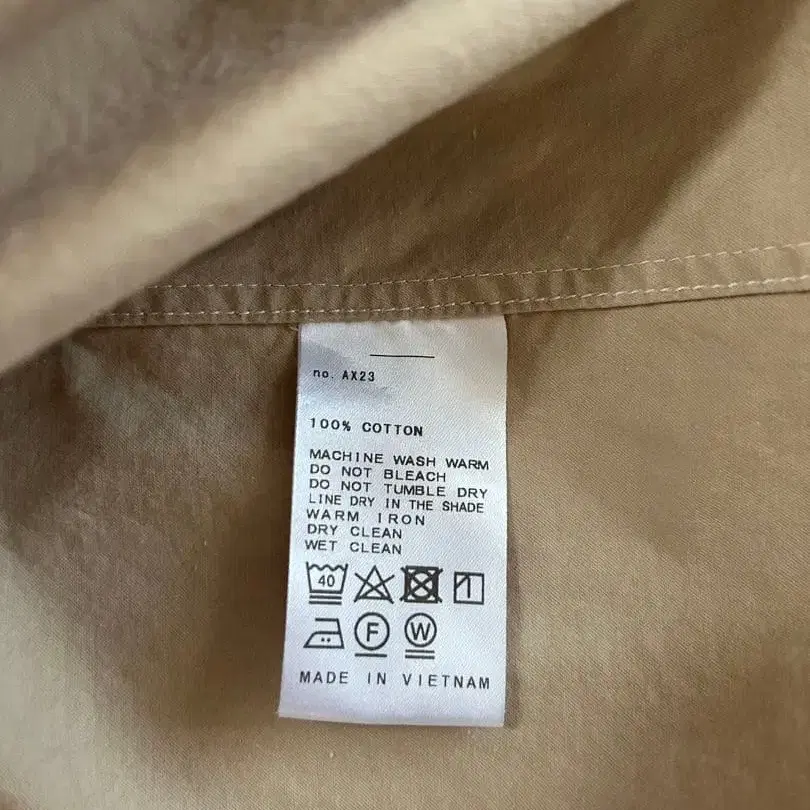 no. AX23
100% COTTON
MACHINE WASH WARM
DO NOT BLEACH
DO NOT TUMBLE DRY
LINE DRY IN THE SHADE
WARM IRON
DRY CLEAN
WET CLEAN
40
F W
MADE IN VIETNAM